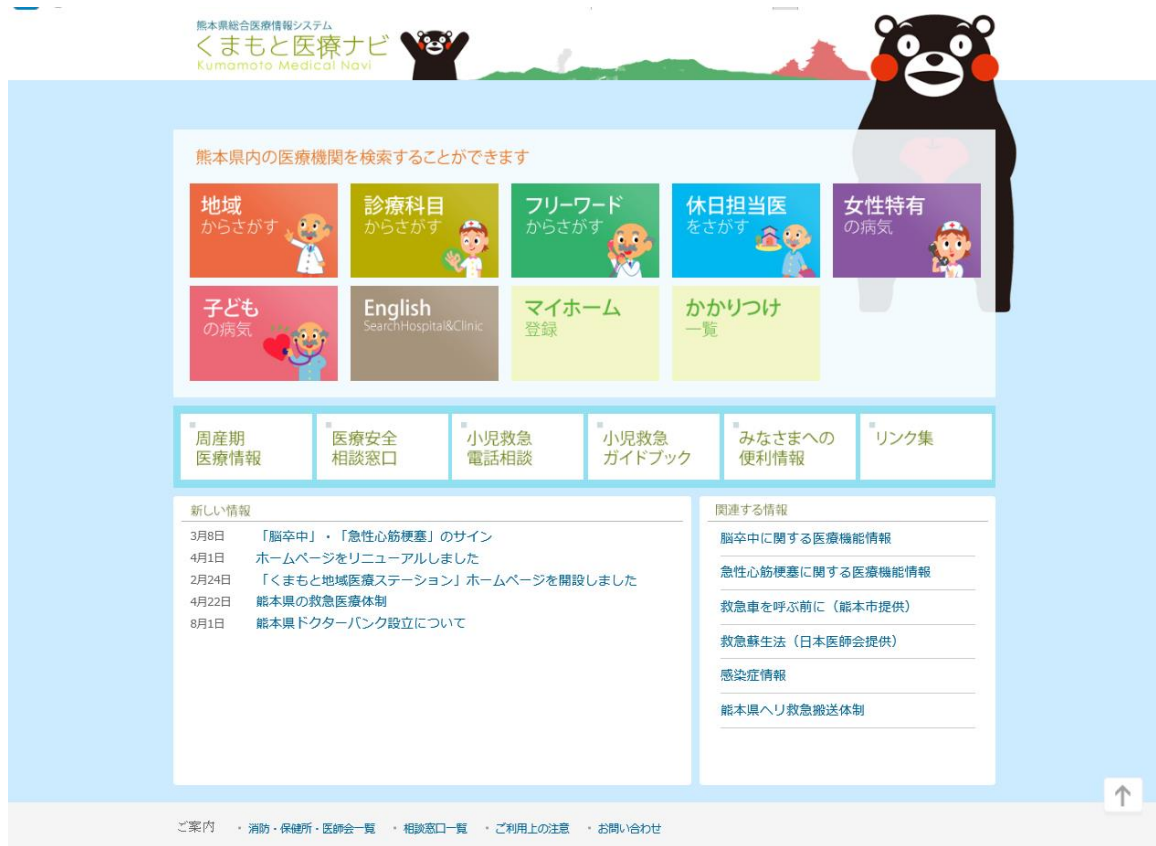 熊本県総合医療情報システム
くまもと医療ナビ
Kumamoto Medical Navi
熊本県内の医療機関を検索することができます
地域
からさがす
診療科目
からさがす
フリーワード
からさがす
休日担当医
をさがす
女性特有
の病気
子ども
の病気
English
SearchHospital&Clinic
マイホーム
登録
かかりつけ
一覧
周産期
医療情報
医療安全
相談窓口
小児救急
電話相談
小児救急
ガイドブック
みなさまへの
便利情報
リンク集
新しい情報
3月8日 「脳卒中」・「急性心筋梗塞」のサイン
4月1日 ホームページをリニューアルしました
2月24日 「くまもと地域医療ステーション」ホームページを開設しました
4月22日 熊本県の救急医療体制
8月1日 熊本県ドクターバンク設立について
関連する情報
脳卒中に関する医療機能情報
急性心筋梗塞に関する医療機能情報
救急車を呼ぶ前に（熊本市提供）
救急蘇生法（日本医師会提供）
感染症情報
熊本県ヘリ救急搬送体制
ご案内 ・消防・保健所・医師会一覧 ・相談窓口一覧 ・ご利用上の注意 ・お問い合わせ